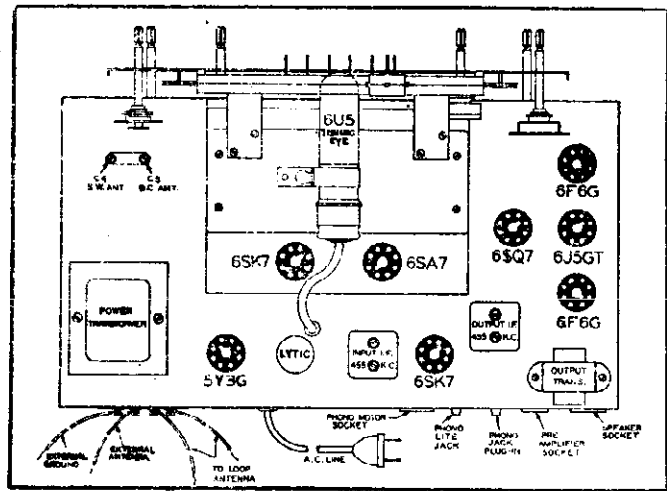 6U5
TUNING
EYE
C4
S.W. ANT.
C3
B.C. ANT.
6F6G
6SK7
6SA7
6SQ7
6J5GT
POWER
TRANSFORMER
6F6G
OUTPUT I.F.
455 K.C.
LYTIC
INPUT I.F.
455 K.C.
5Y3G
6SK7
OUTPUT
TRANS.
EXTERNAL
GROUND
EXTERNAL
ANTENNA
TO LOOP
ANTENNA
A.C. LINE
PHONO MOTOR
SOCKET
PHONO
LITE
JACK
PHONO
JACK
PLUG-IN
PRE
AMPLIFIER
SOCKET
SPEAKER
SOCKET